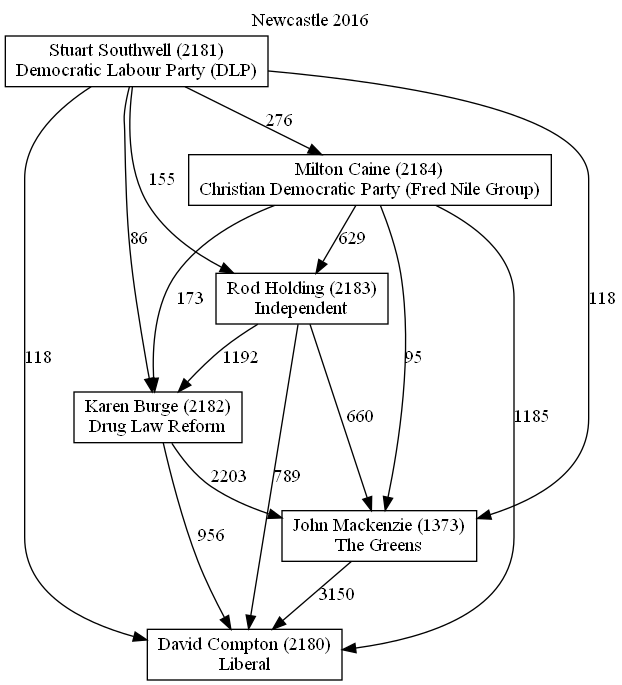 Newcastle 2016
Stuart Southwell (2181)
Democratic Labour Party (DLP)
276
Milton Caine (2184)
Christian Democratic Party (Fred Nile Group)
155
86
629
173
118
Rod Holding (2183)
Independent
118
1192
95
Karen Burge (2182)
Drug Law Reform
660
1185
2203
789
John Mackenzie (1373)
The Greens
956
3150
David Compton (2180)
Liberal